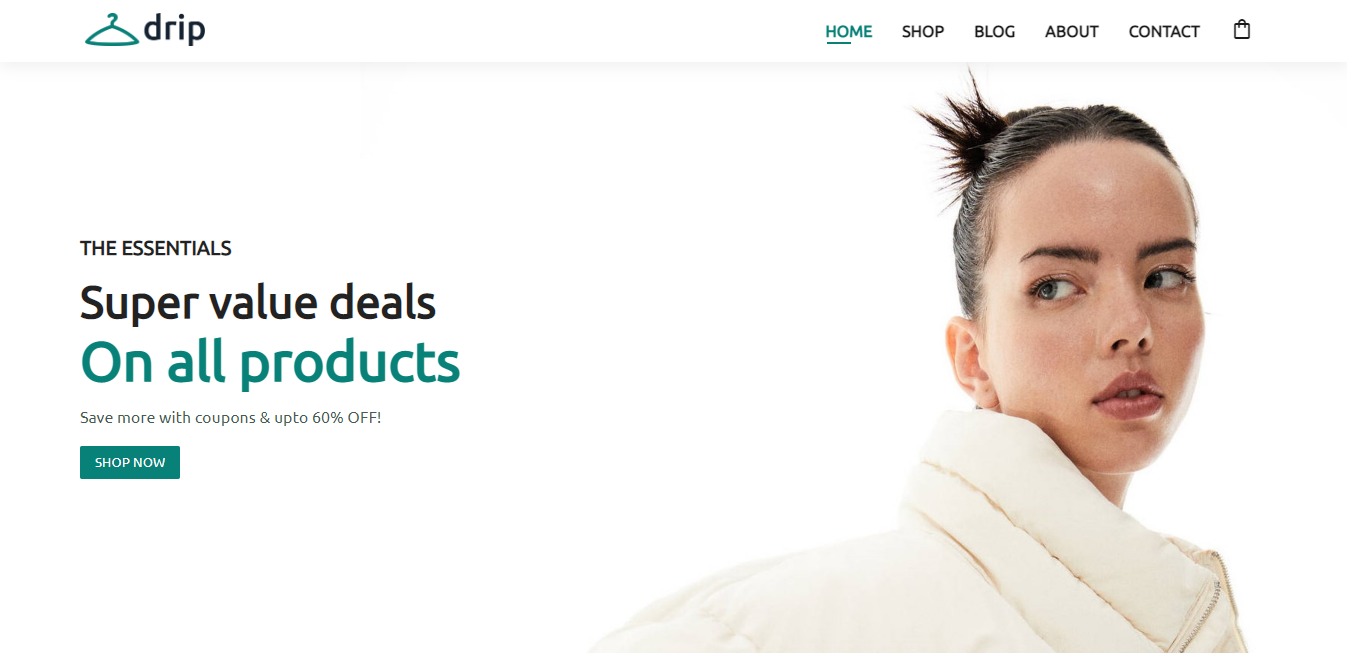 drip
HOME SHOP BLOG ABOUT CONTACT
THE ESSENTIALS
Super value deals
On all products
Save more with coupons & upto 60% OFF!
SHOP NOW